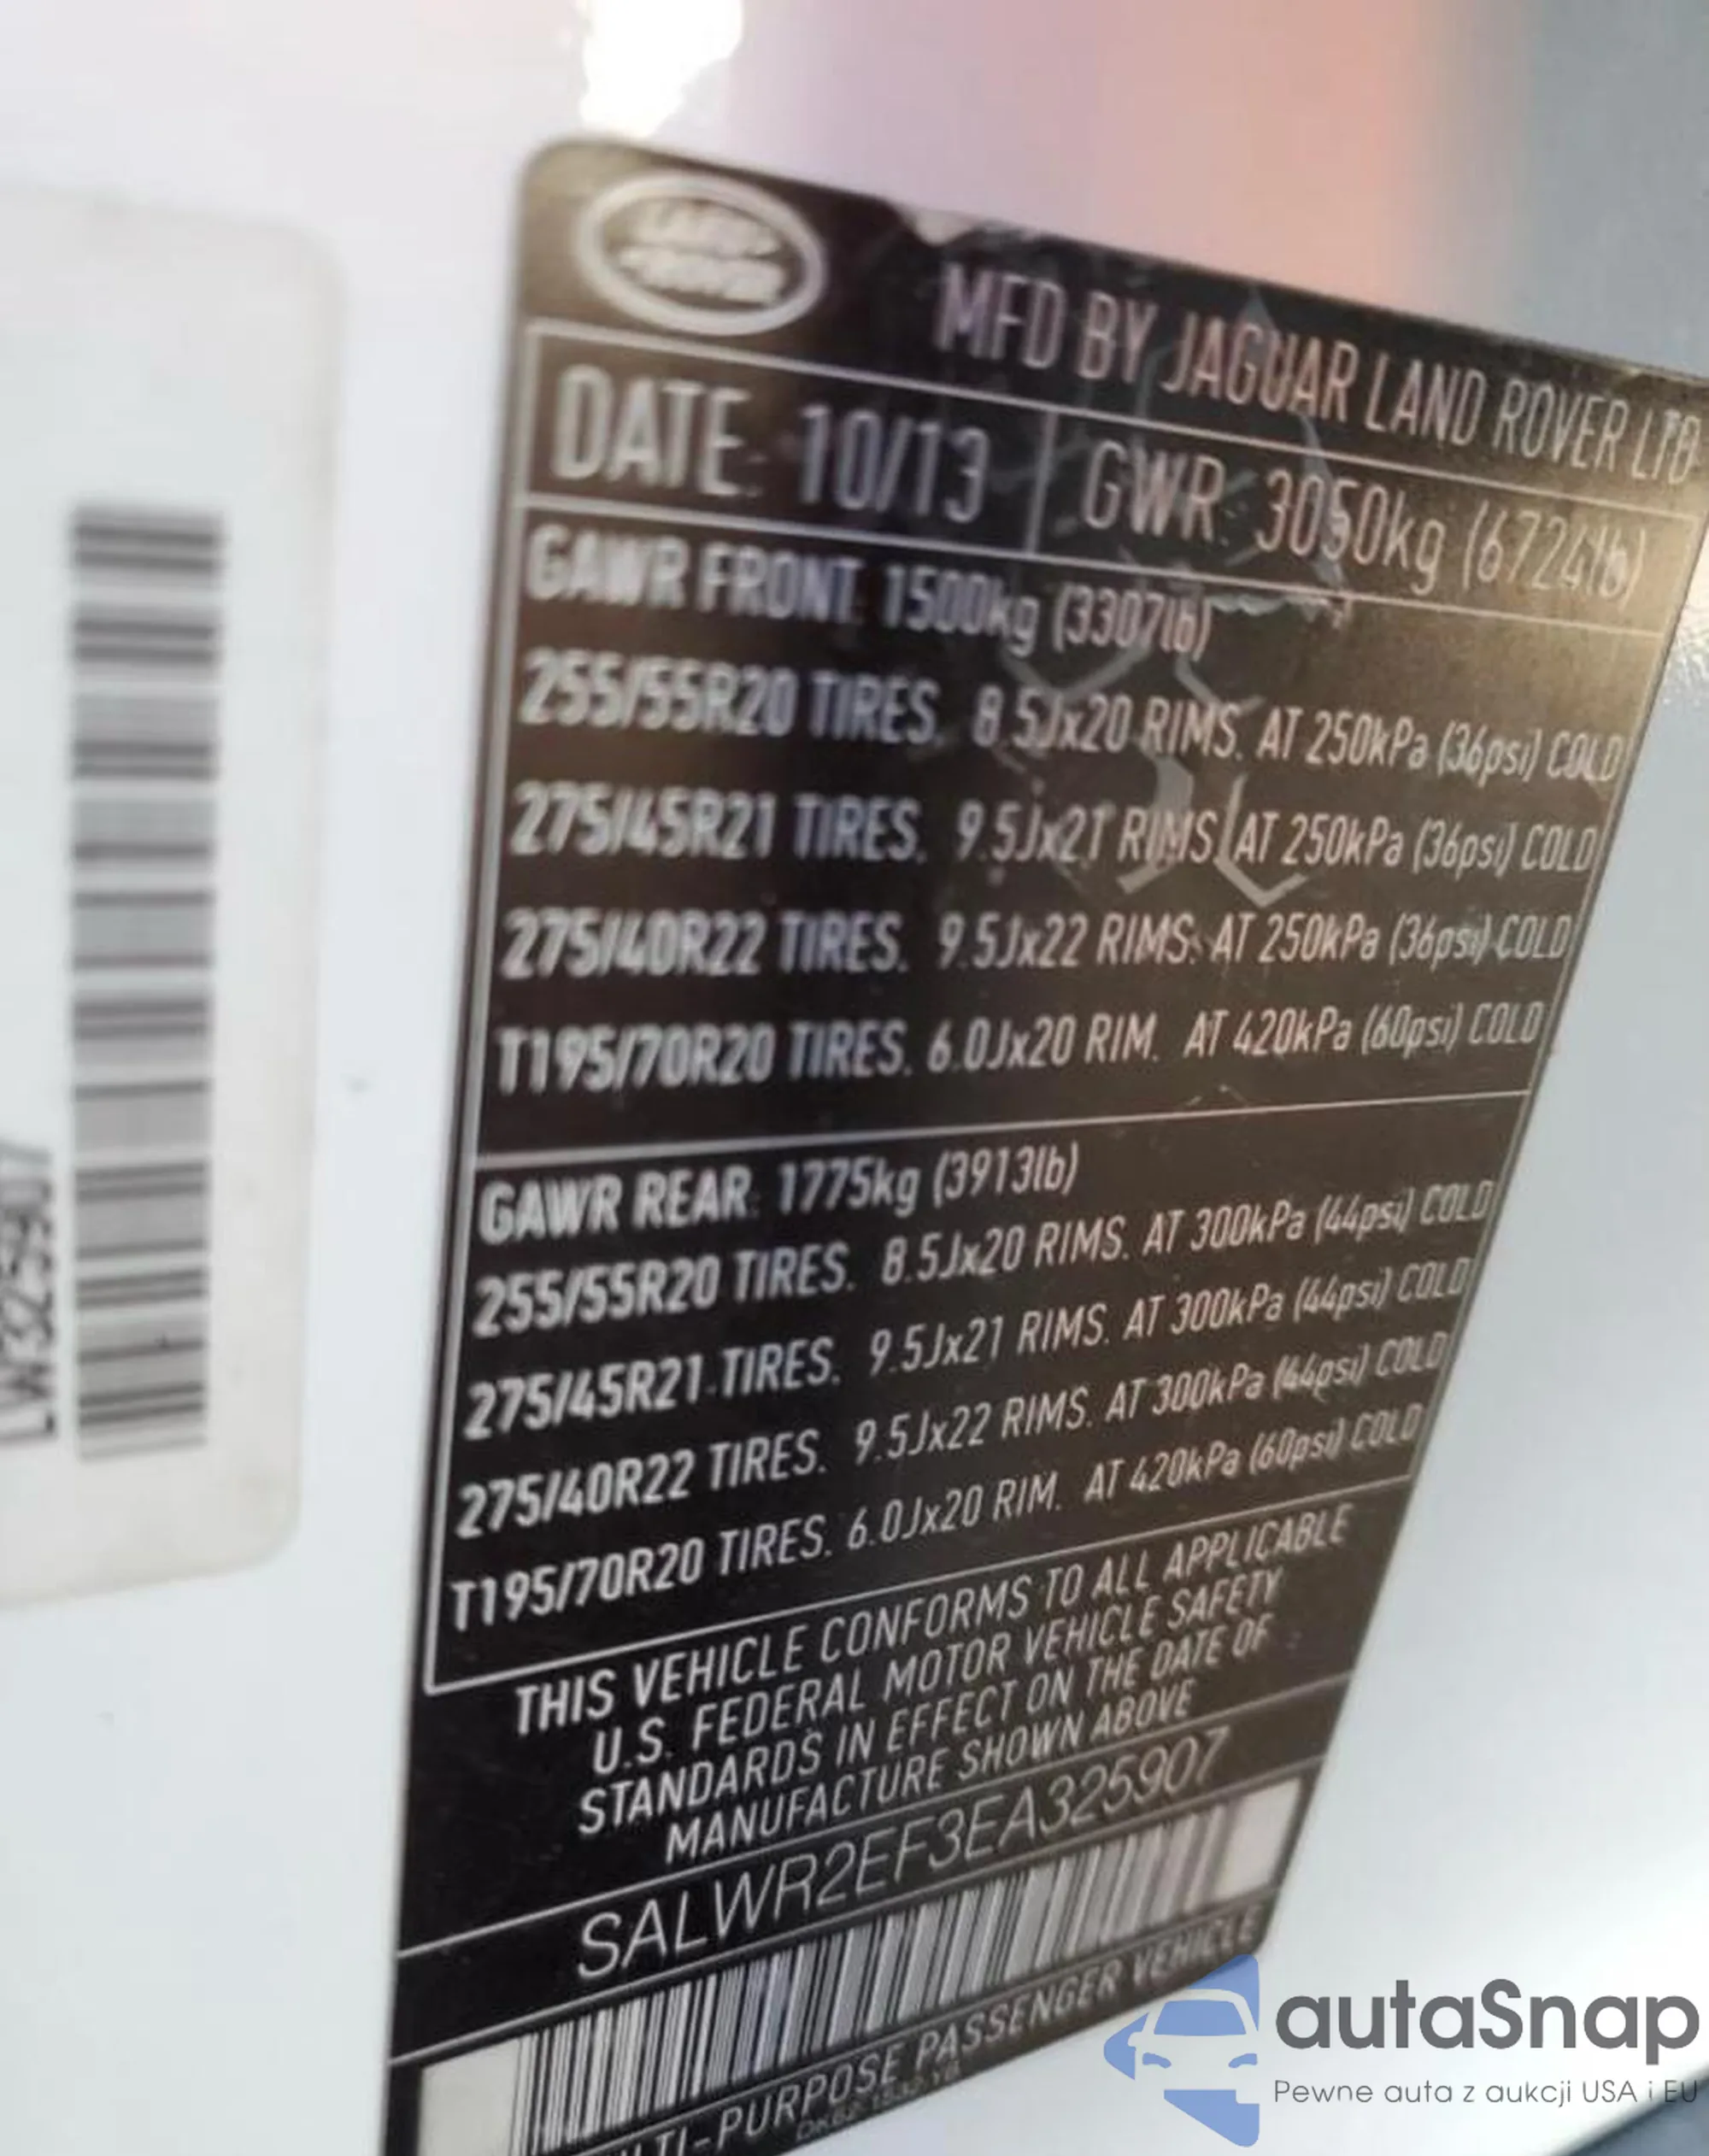 LAND
ROVER
MFD BY JAGUAR LAND ROVER LTD
DATE: 10/13 GWR: 3050kg (6724lb)
GAWR FRONT: 1500kg (3307lb)
255/55R20 TIRES. 8.5Jx20 RIMS. AT 250kPa (36psi) COLD
275/45R21 TIRES. 9.5Jx21 RIMS. AT 250kPa (36psi) COLD
275/40R22 TIRES. 9.5Jx22 RIMS. AT 250kPa (36psi) COLD
T195/70R20 TIRES. 6.0Jx20 RIM. AT 420kPa (60psi) COLD
GAWR REAR: 1775kg (3913lb)
255/55R20 TIRES. 8.5Jx20 RIMS. AT 300kPa (44psi) COLD
275/45R21 TIRES. 9.5Jx21 RIMS. AT 300kPa (44psi) COLD
275/40R22 TIRES. 9.5Jx22 RIMS. AT 300kPa (44psi) COLD
T195/70R20 TIRES. 6.0Jx20 RIM. AT 420kPa (60psi) COLD
THIS VEHICLE CONFORMS TO ALL APPLICABLE
U.S. FEDERAL MOTOR VEHICLE SAFETY
STANDARDS IN EFFECT ON THE DATE OF
MANUFACTURE SHOWN ABOVE
SALWR2EF3EA325907
LTI-PURPOSE PASSENGER VEHICLE
autaSnap
Pewne auta z aukcji USA i EU